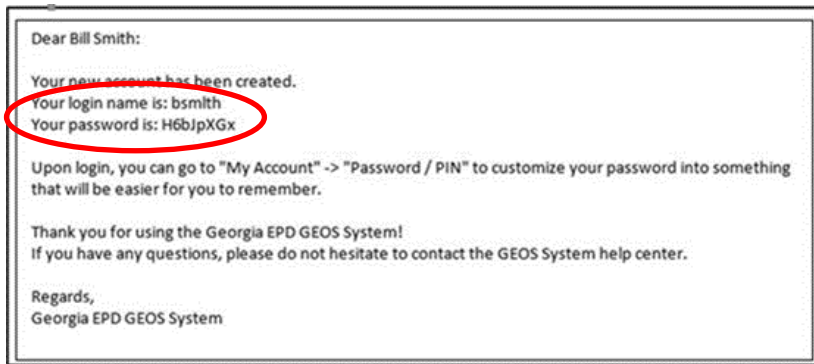 Dear Bill Smith:
Your new account has been created.
Your login name is: bsmlth
Your password is: H6bJpXGx
Upon login, you can go to "My Account" -> "Password / PIN" to customize your password into something
that will be easier for you to remember.
Thank you for using the Georgia EPD GEOS System!
If you have any questions, please do not hesitate to contact the GEOS System help center.
Regards,
Georgia EPD GEOS System